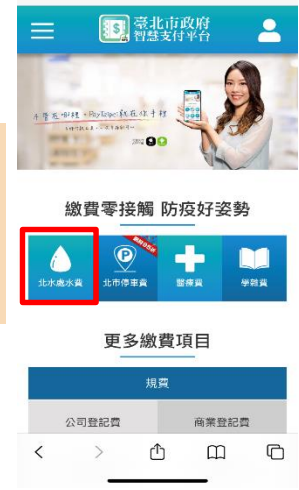 臺北市政府
智慧支付平台
繳費零接觸 防疫好姿勢
北水處水費
北市停車費
醫療費
學雜費
更多繳費項目
規費
公司登記費
商業登記費